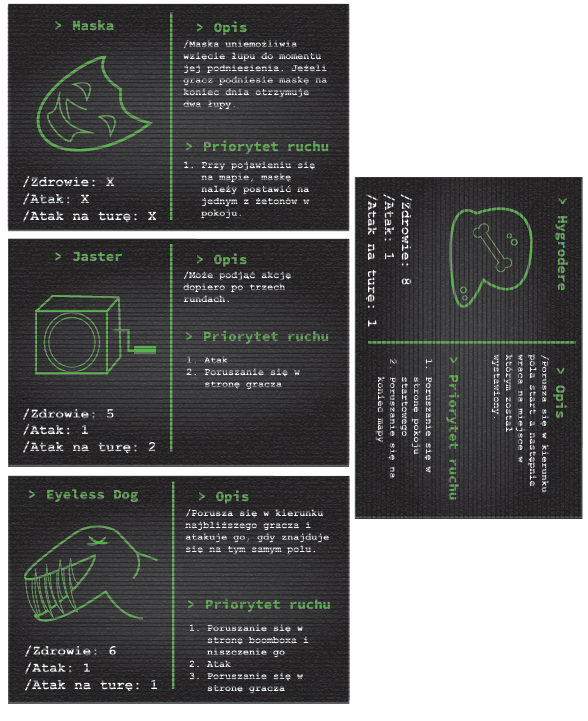 > Maska
/Zdrowie: X
/Atak: X
/Atak na turę: X
> Opis
/Maska uniemożliwia
wzięcie łupu do momentu
jej podniesienia. Jeżeli
gracz podniesie maskę na
koniec dnia otrzymuje
dwa łupy.
> Priorytet ruchu
1. Przy pojawieniu się
na mapie, maskę
należy postawić na
jednym z żetonów w
pokoju.
> Jaster
/Zdrowie: 5
/Atak: 1
/Atak na turę: 2
> Opis
/Może podjąć akcję
dopiero po trzech
rundach.
> Priorytet ruchu
1. Atak
2. Poruszanie się w
stronę gracza
> Eyeless Dog
/Zdrowie: 6
/Atak: 1
/Atak na turę: 1
> Opis
/Porusza się w kierunku
najbliższego gracza i
atakuje go, gdy znajduje
się na tym samym polu.
> Priorytet ruchu
1. Poruszanie się w
stronę boomboxa i
niszczenie go
2. Atak
3. Poruszanie się w
stronę gracza
> Hygrodere
/Zdrowie: 8
/Atak: 1
/Atak na turę: 1
> Opis
/Porusza się w kierunku
pola start a następnie
wraca na miejsce w
którym został
wystawiony.
> Priorytet ruchu
1. Poruszanie się w
stronę pokoju
startowego
2. Poruszanie się na
koniec mapy